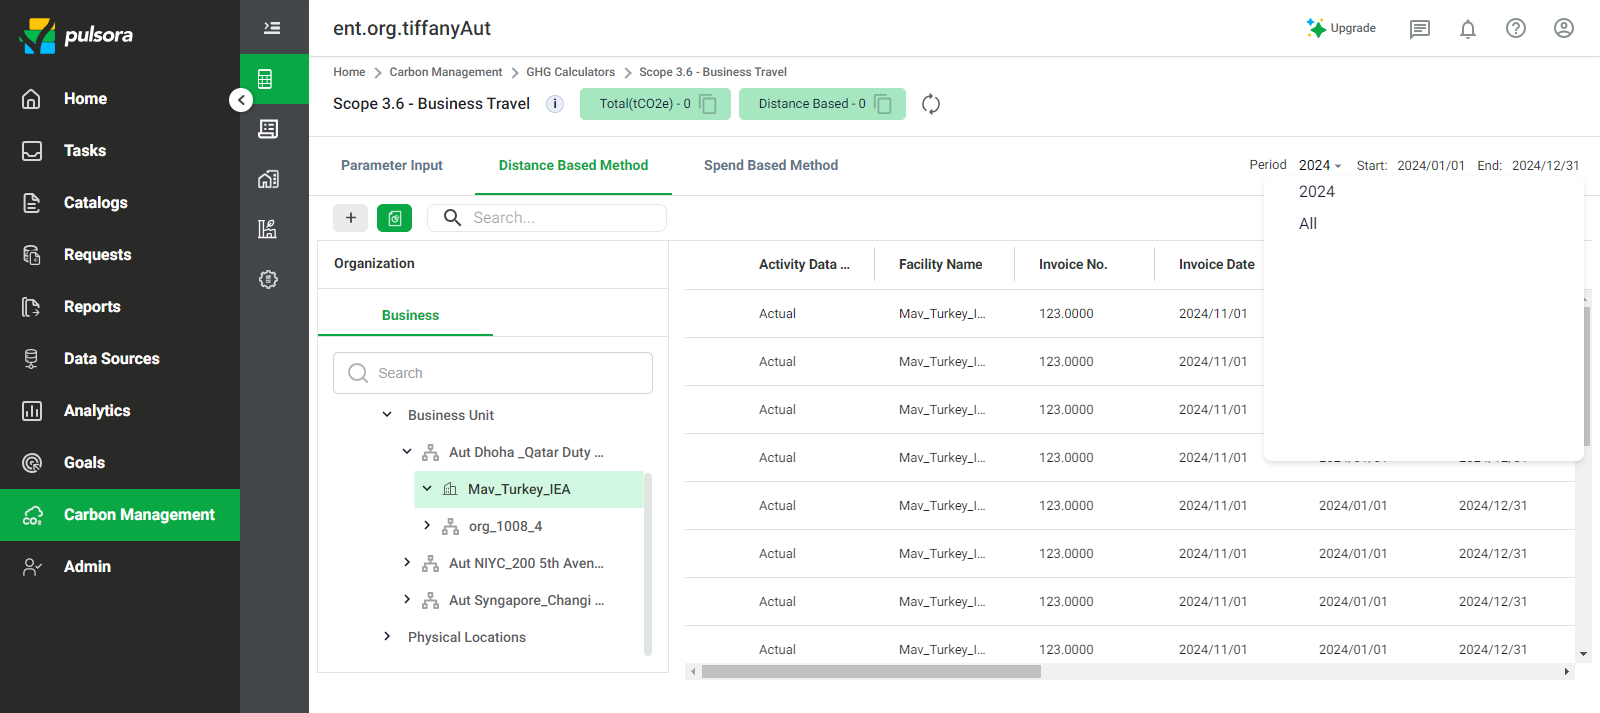 pulsora
Home
Tasks
Catalogs
Requests
Reports
Data Sources
Analytics
Goals
Carbon Management
Admin
ent.org.tiffanyAut
Upgrade
Home > Carbon Management > GHG Calculators > Scope 3.6 - Business Travel
Scope 3.6 - Business Travel i Total(tCO2e) - 0 Distance Based - 0
Parameter Input Distance Based Method Spend Based Method
Period 2024 Start: 2024/01/01 End: 2024/12/31
2024
All
+ Search...
Organization
Business
Search
Business Unit
Aut Dhoha _Qatar Duty ...
Mav_Turkey_IEA
org_1008_4
Aut NIYC_200 5th Aven...
Aut Syngapore_Changi ...
Physical Locations
Activity Data ... Facility Name Invoice No. Invoice Date
Actual Mav_Turkey_I... 123.0000 2024/11/01
Actual Mav_Turkey_I... 123.0000 2024/11/01
Actual Mav_Turkey_I... 123.0000 2024/11/01
Actual Mav_Turkey_I... 123.0000 2024/11/01 2024/01/01 2024/12/31
Actual Mav_Turkey_I... 123.0000 2024/11/01 2024/01/01 2024/12/31
Actual Mav_Turkey_I... 123.0000 2024/11/01 2024/01/01 2024/12/31
Actual Mav_Turkey_I... 123.0000 2024/11/01 2024/01/01 2024/12/31
Actual Mav_Turkey_I... 123.0000 2024/11/01 2024/01/01 2024/12/31